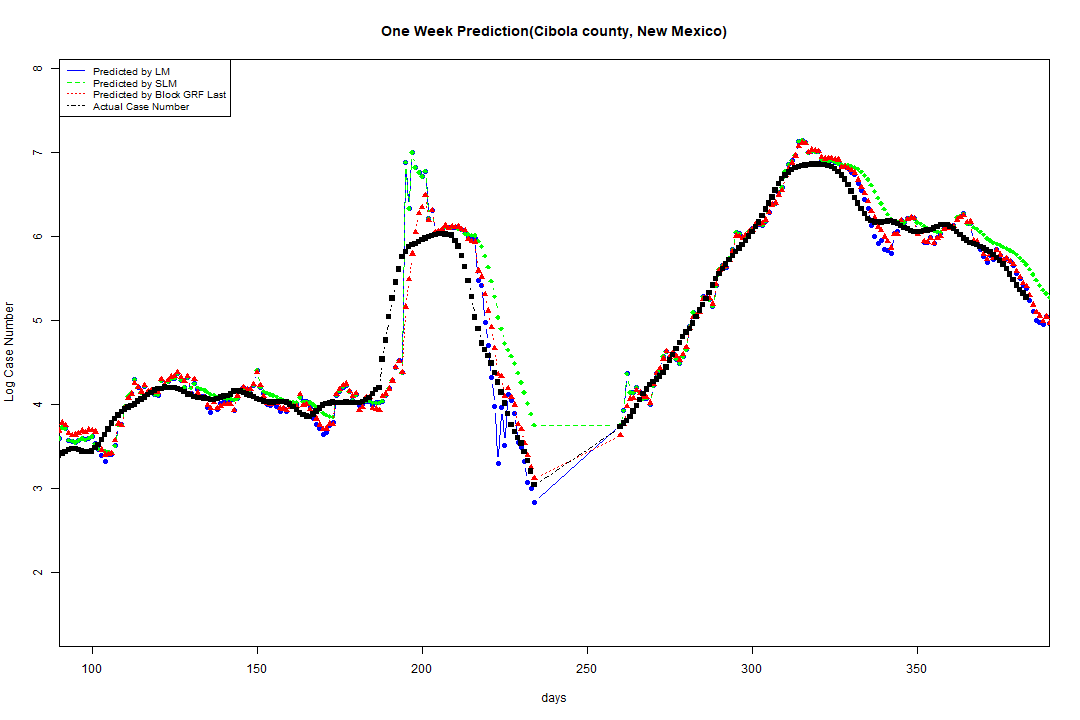 One Week Prediction(Cibola county, New Mexico)
Predicted by LM
Predicted by SLM
Predicted by Block GRF Last
Actual Case Number
Log Case Number
8
7
6
5
4
3
2
100 150 200 250 300 350
days